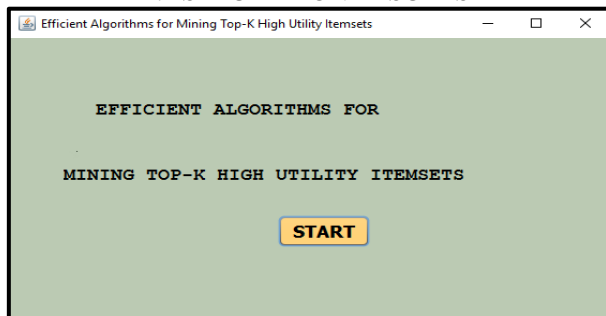 Efficient Algorithms for Mining Top-K High Utility Itemsets
EFFICIENT ALGORITHMS FOR
MINING TOP-K HIGH UTILITY ITEMSETS
START